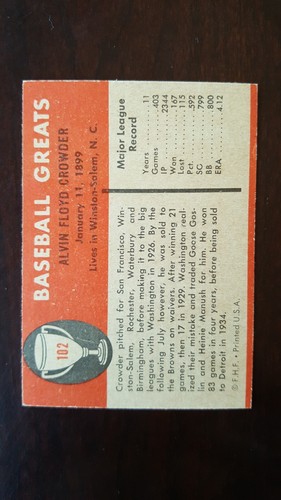 102
BASEBALL GREATS
ALVIN FLOYD CROWDER
January 11, 1899
Lives in Winston-Salem, N. C.
Crowder pitched for San Francisco, Win-
ston-Salem, Rochester, Waterbury and
Birmingham, before making it to the big
leagues with Washington in 1926. By the
following July however, he was sold to
the Browns on waivers. After winning 21
games, then 17 in 1929, Washington real-
ized their mistake and traded Goose Gos-
lin and Heinie Manush for him. He won
83 games in four years, before being sold
to Detroit in 1934.
© F.H.F. • Printed U.S.A.
Major League
Record
Years ........ 11
Games ........ 403
IP ........ 2344
Won ........ 167
Lost ........ 115
Pct. ........ .592
SO ........ 799
BB ........ 800
ERA ........ 4.12